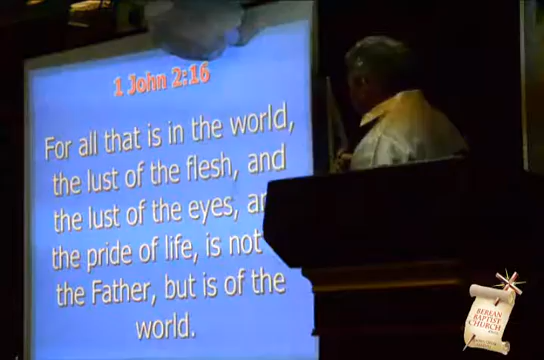 1 John 2:16
For all that is in the world,
the lust of the flesh, and
the lust of the eyes, an
the pride of life, is not
the Father, but is of the
world.
BEREAN
BAPTIST
CHURCH